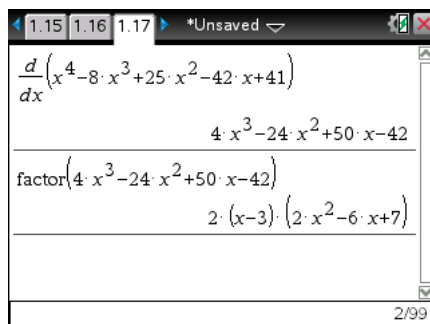 1.15 1.16 1.17 *Unsaved
d/dx(x^4-8·x^3+25·x^2-42·x+41)
4·x^3-24·x^2+50·x-42
factor(4·x^3-24·x^2+50·x-42)
2·(x-3)·(2·x^2-6·x+7)
2/99